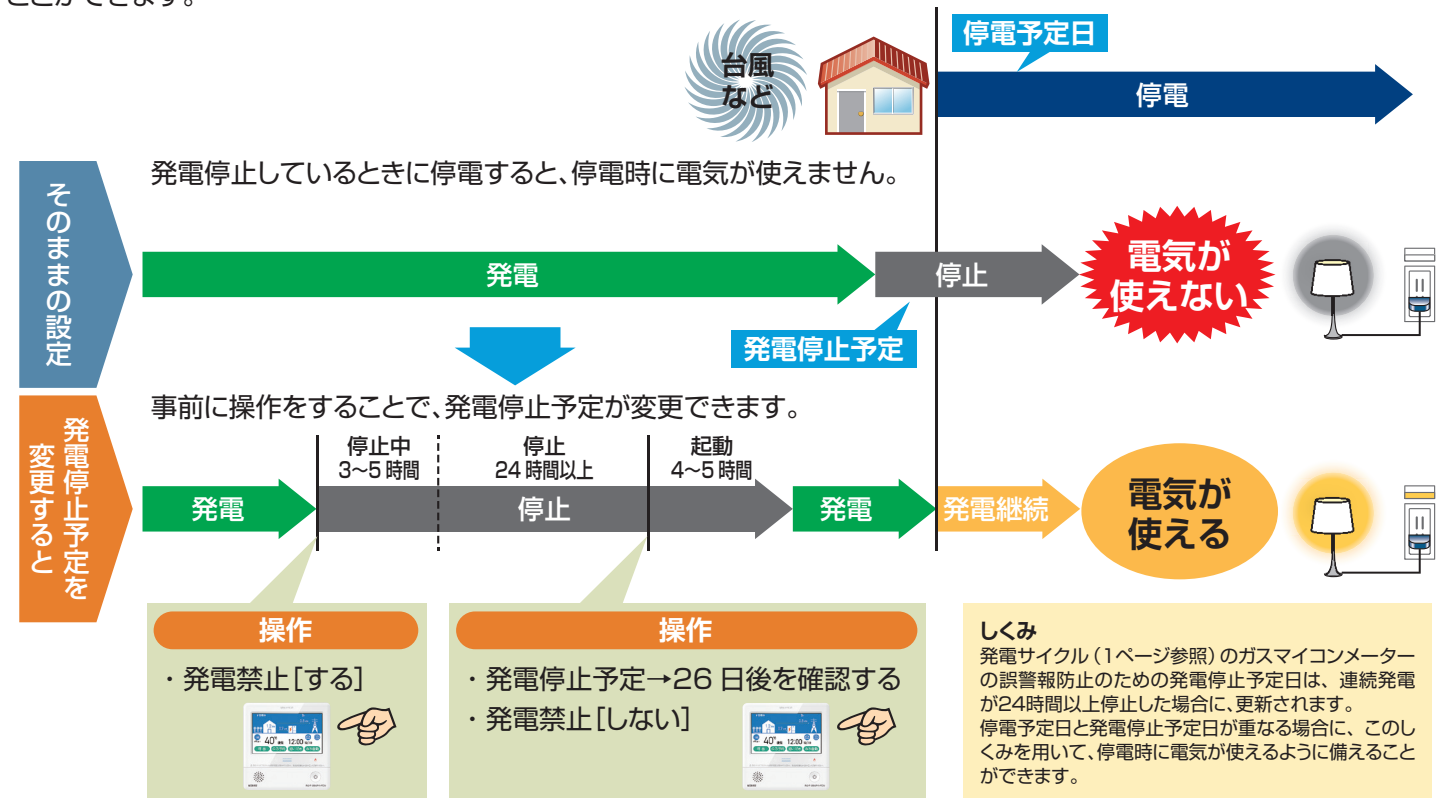 ことができます。
台風
など
停電予定日
停電
そのままの設定
発電停止しているときに停電すると、停電時に電気が使えません。
発電
停止
電気が
使えない
発電停止予定
発電停止予定を
変更すると
事前に操作をすることで、発電停止予定が変更できます。
停止中
3〜5時間
停止
24時間以上
起動
4〜5時間
発電
停止
発電
発電継続
電気が
使える
操作
・発電禁止[する]
操作
・発電停止予定→26日後を確認する
・発電禁止[しない]
40°
12:00
40°
12:00
しくみ
発電サイクル(1ページ参照)のガスマイコンメーター
の誤警報防止のための発電停止予定日は、連続発電
が24時間以上停止した場合に、更新されます。
停電予定日と発電停止予定日が重なる場合に、このし
くみを用いて、停電時に電気が使えるように備えること
ができます。